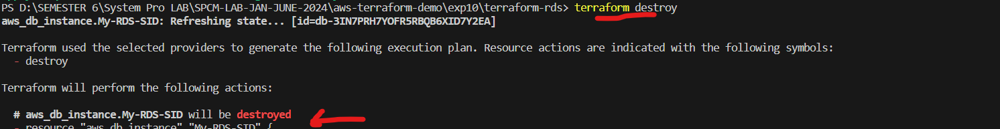 PS D:\SEMESTER 6\System Pro LAB\SPCM-LAB-JAN-JUNE-2024\aws-terraform-demo\exp10\terraform-rds> terraform destroy
aws_db_instance.My-RDS-SID: Refreshing state... [id=db-3IN7PRH7YOFR5RBQB6XID7Y2EA]
Terraform used the selected providers to generate the following execution plan. Resource actions are indicated with the following symbols:
- destroy
Terraform will perform the following actions:
# aws_db_instance.My-RDS-SID will be destroyed
- resource "aws_db_instance" "My-RDS-SID" {